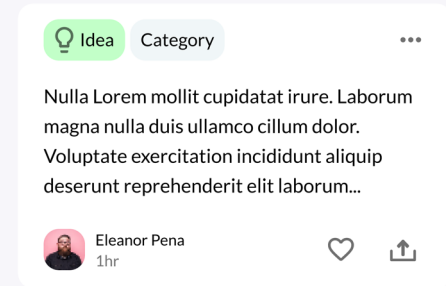 Idea Category
Nulla Lorem mollit cupidatat irure. Laborum
magna nulla duis ullamco cillum dolor.
Voluptate exercitation incididunt aliquip
deserunt reprehenderit elit laborum...
Eleanor Pena
1hr